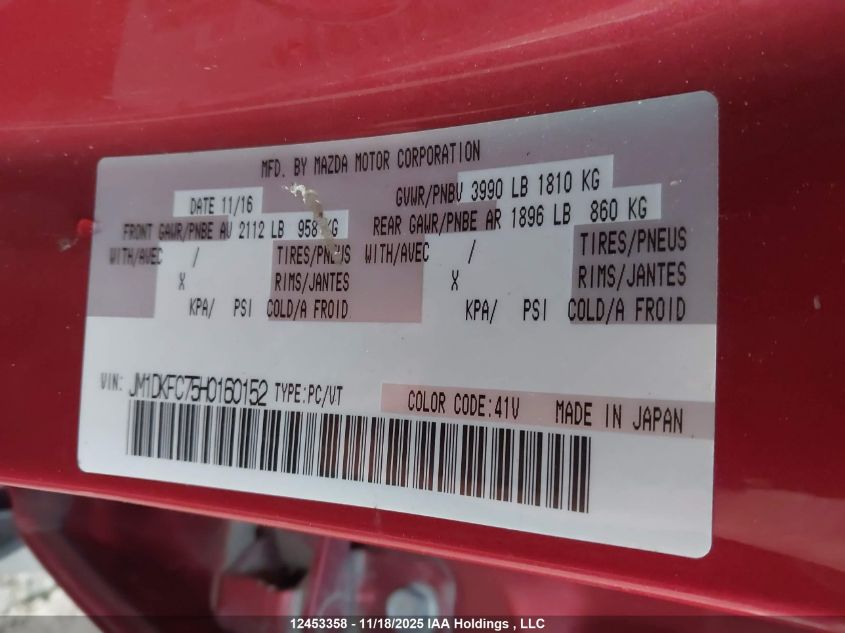 MFD. BY MAZDA MOTOR CORPORATION
DATE 11/16 GVWR/PNBV 3990 LB 1810 KG
FRONT GAWR/PNBE AV 2112 LB 958 KG REAR GAWR/PNBE AR 1896 LB 860 KG
WITH/AVEC / TIRES/PNEUS WITH/AVEC / TIRES/PNEUS
X RIMS/JANTES X RIMS/JANTES
KPA/ PSI COLD/A FROID KPA/ PSI COLD/A FROID
VIN: JM1DKFC75H0160152 TYPE:PC/VT COLOR CODE:41V MADE IN JAPAN
12453358 - 11/18/2025 IAA Holdings , LLC